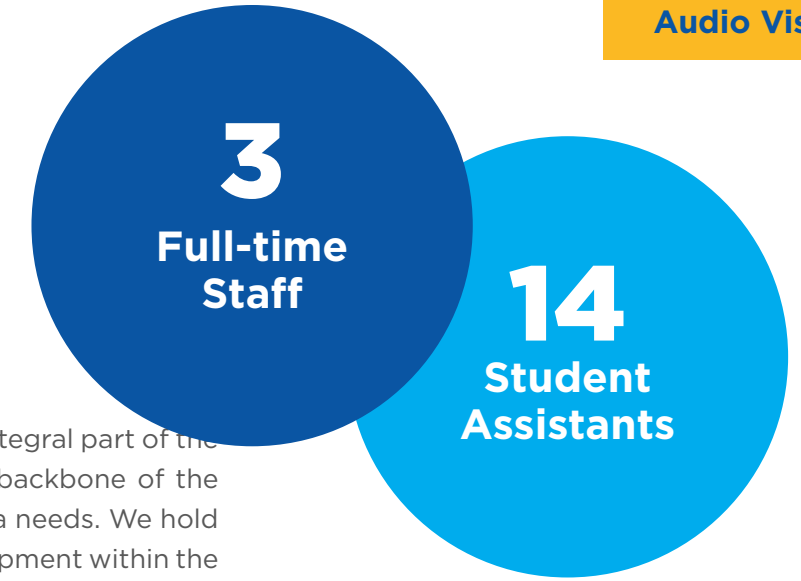 Audio Vis
3
Full-time
Staff
14
Student
Assistants
tegral part of the
backbone of the
a needs. We hold
pment within the